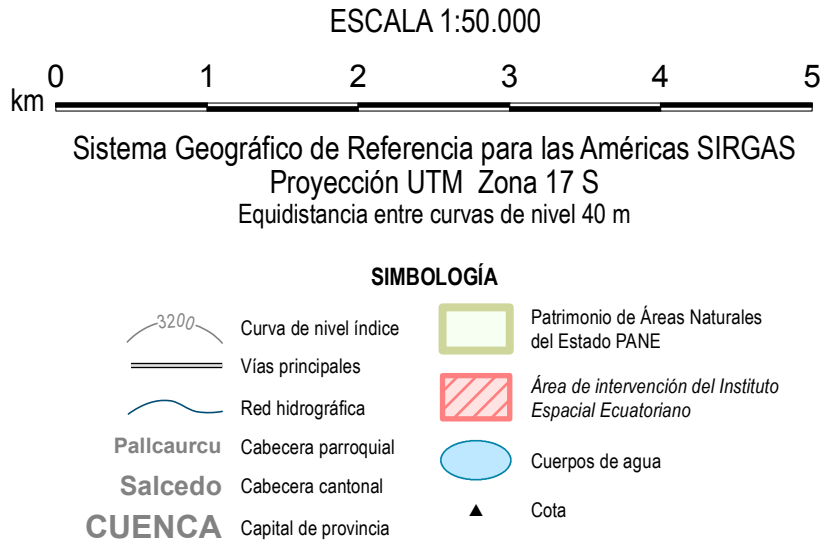 ESCALA 1:50.000
0 1 2 3 4 5
km
Sistema Geográfico de Referencia para las Américas SIRGAS
Proyección UTM Zona 17 S
Equidistancia entre curvas de nivel 40 m
SIMBOLOGÍA
3200
Curva de nivel índice
Vías principales
Red hidrográfica
Pallcaurcu Cabecera parroquial
Salcedo Cabecera cantonal
CUENCA Capital de provincia
Patrimonio de Áreas Naturales
del Estado PANE
Área de intervención del Instituto
Espacial Ecuatoriano
Cuerpos de agua
Cota